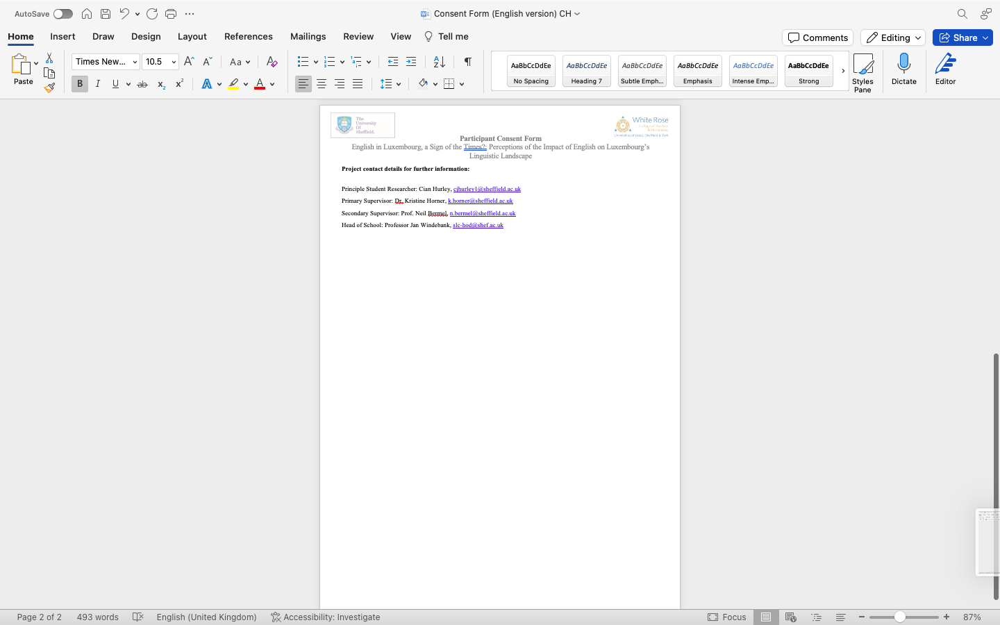 AutoSave
Consent Form (English version) CH
Home Insert Draw Design Layout References Mailings Review View Tell me
Comments Editing Share
Paste
Times New... 10.5
Aa
B I U ab x₂ x² A A
AaBbCcDdEe AaBbCcDdEe AaBbCcDdEe AaBbCcDdEe AaBbCcDdEe AaBbCcDdEe
No Spacing Heading 7 Subtle Emph... Emphasis Intense Emp... Strong
Styles Pane
Dictate
Editor
The
University
Of
Sheffield.
White Rose
College of the Arts
& Humanities
Universities of Leeds, Sheffield & York
Participant Consent Form
English in Luxembourg, a Sign of the Times?: Perceptions of the Impact of English on Luxembourg's
Linguistic Landscape
Project contact details for further information:
Principle Student Researcher: Cian Hurley, cjhurley1@sheffield.ac.uk
Primary Supervisor: Dr. Kristine Horner, k.horner@sheffield.ac.uk
Secondary Supervisor: Prof. Neil Bermel, n.bermel@sheffield.ac.uk
Head of School: Professor Jan Windebank, slc-hod@shef.ac.uk
Page 2 of 2 493 words English (United Kingdom) Accessibility: Investigate
Focus 87%